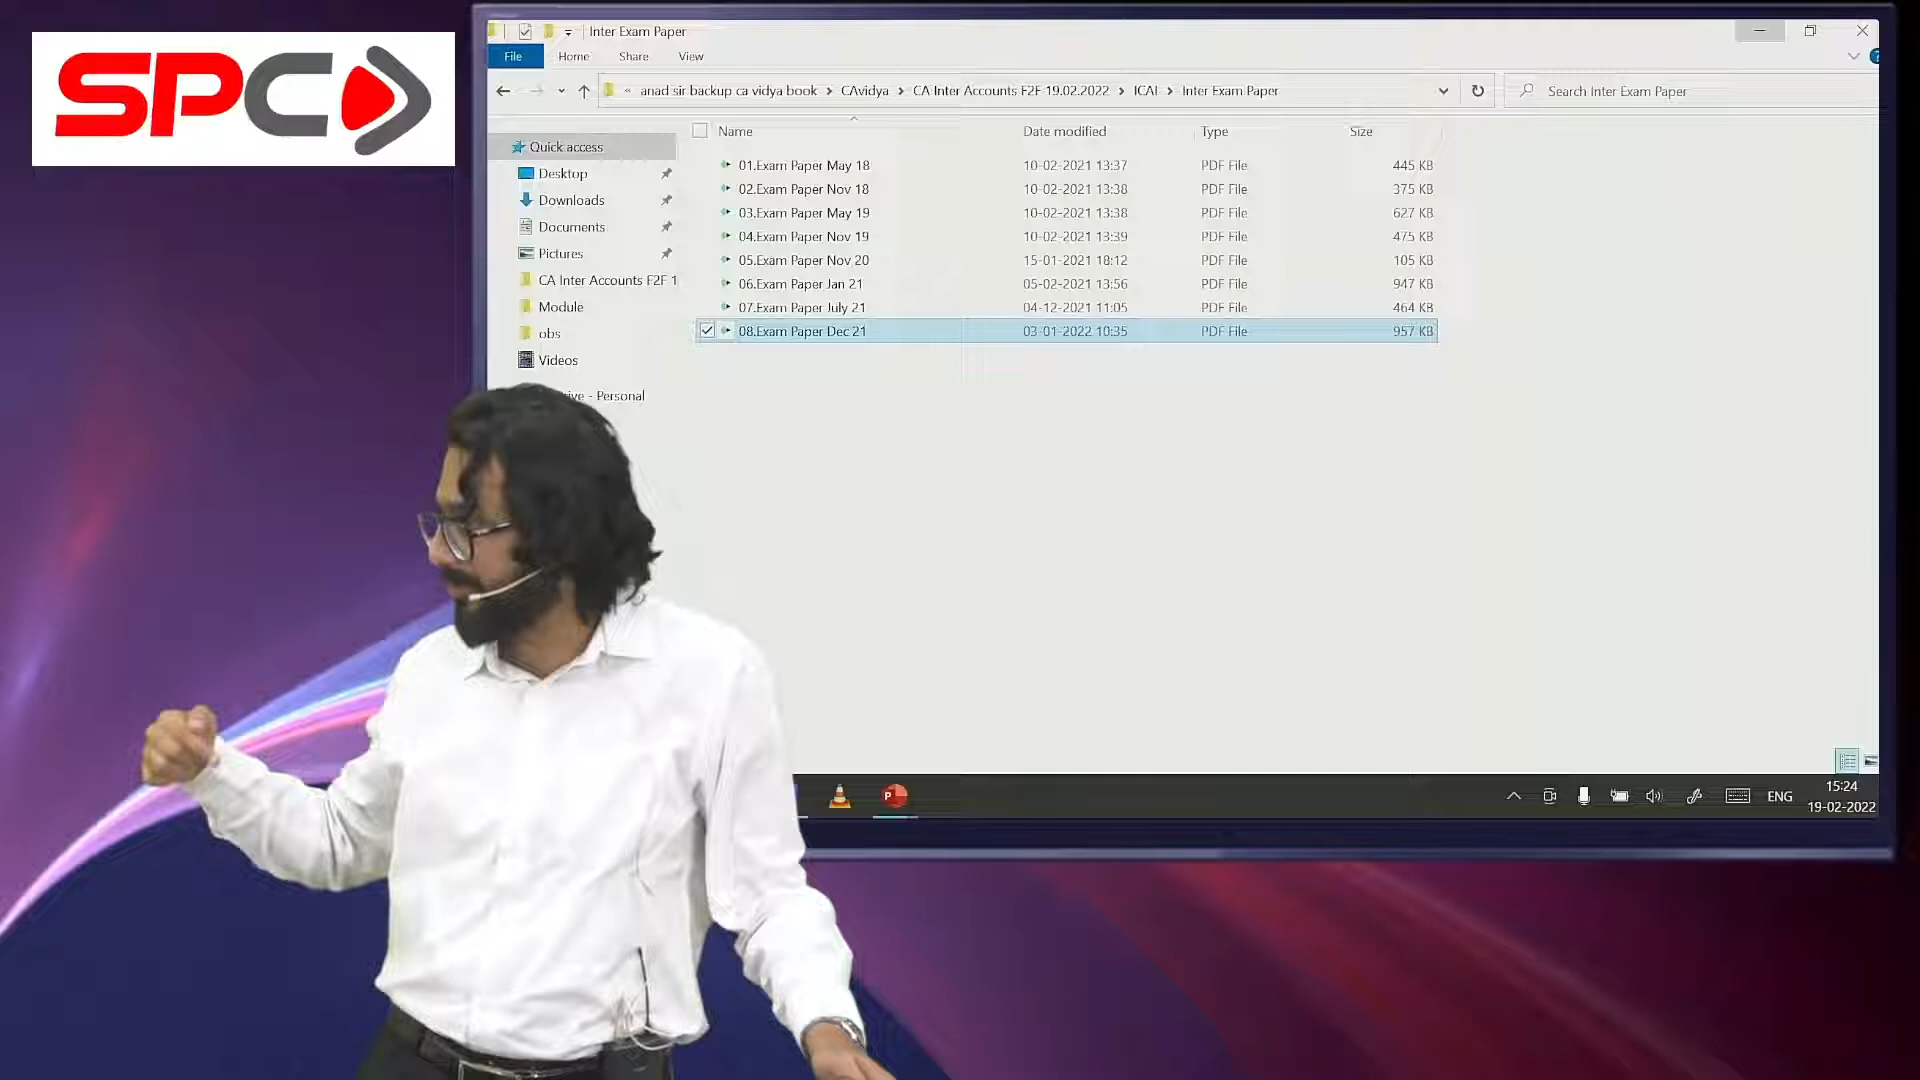 SPC
Inter Exam Paper
File Home Share View
« anad sir backup ca vidya book > CAvidya > CA Inter Accounts F2F 19.02.2022 > ICAI > Inter Exam Paper
Search Inter Exam Paper
Name Date modified Type Size
Quick access
Desktop
Downloads
Documents
Pictures
CA Inter Accounts F2F 1
Module
obs
Videos
ive - Personal
01.Exam Paper May 18 10-02-2021 13:37 PDF File 445 KB
02.Exam Paper Nov 18 10-02-2021 13:38 PDF File 375 KB
03.Exam Paper May 19 10-02-2021 13:38 PDF File 627 KB
04.Exam Paper Nov 19 10-02-2021 13:39 PDF File 475 KB
05.Exam Paper Nov 20 15-01-2021 18:12 PDF File 105 KB
06.Exam Paper Jan 21 05-02-2021 13:56 PDF File 947 KB
07.Exam Paper July 21 04-12-2021 11:05 PDF File 464 KB
08.Exam Paper Dec 21 03-01-2022 10:35 PDF File 957 KB
P
ENG
15:24
19-02-2022